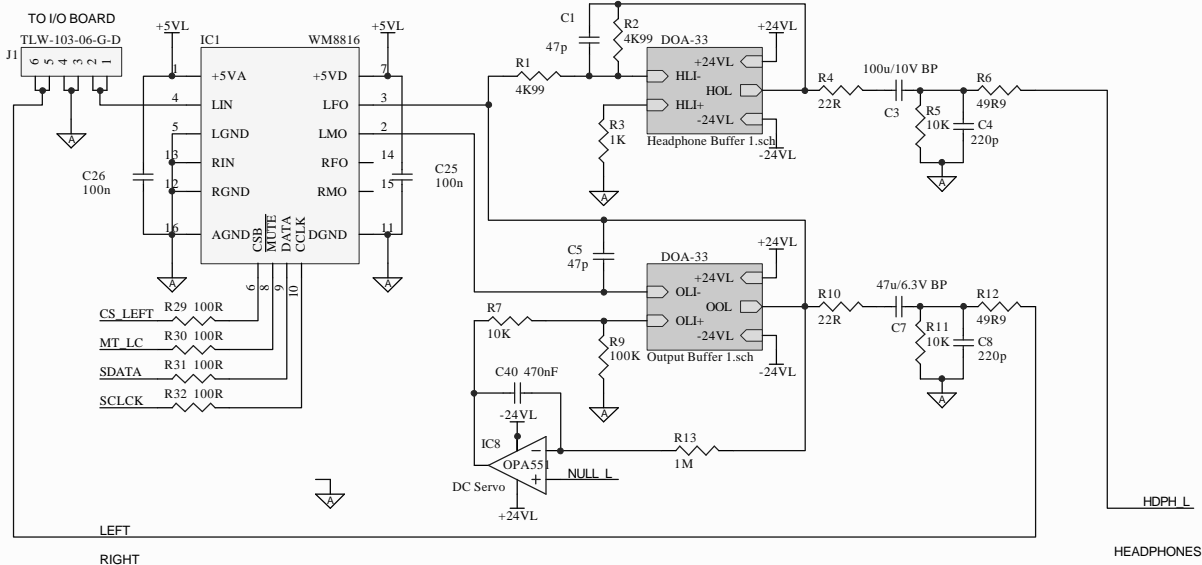 TO I/O BOARD
J1
TLW-103-06-G-D
6 5 4 3 2 1
A
+5VL
IC1
WM8816
+5VL
1 +5VA
+5VD 7
4 LIN
LFO 3
5 LGND
LMO 2
13 RIN
RFO 14
12 RGND
RMO 15
16 AGND
DGND 11
CSB
MUTE
DATA
CCLK
6
8
9
10
C26
100n
C25
100n
A
A
CS_LEFT
R29 100R
MT_LC
R30 100R
SDATA
R31 100R
SCLCK
R32 100R
C1
47p
R2
4K99
R1
4K99
R3
1K
A
DOA-33
+24VL
+24VL
HLI-
HOL
HLI+
-24VL
Headphone Buffer 1.sch
-24VL
R4
22R
100u/10V BP
C3
R5
10K
C4
220p
R6
49R9
A
C5
47p
DOA-33
+24VL
+24VL
OLI-
OOL
OLI+
-24VL
Output Buffer 1.sch
-24VL
R7
10K
R9
100K
A
R10
22R
47u/6.3V BP
C7
R11
10K
C8
220p
R12
49R9
A
C40 470nF
-24VL
IC8
OPA551
−
+
DC Servo
+24VL
R13
1M
NULL_L
A
LEFT
RIGHT
HDPH_L
HEADPHONES